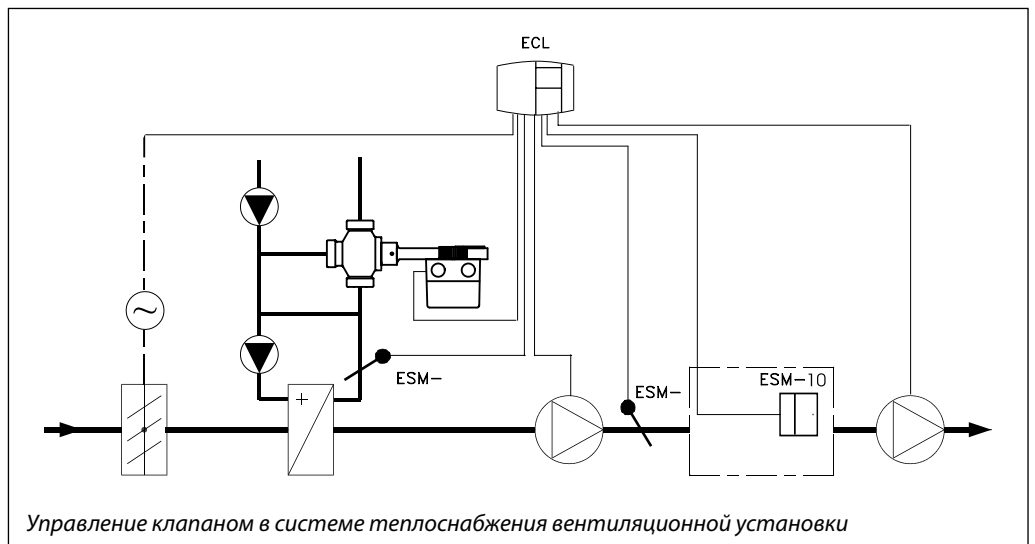 ECL
ESM-
ESM-
ESM-10
+
~
Управление клапаном в системе теплоснабжения вентиляционной установки